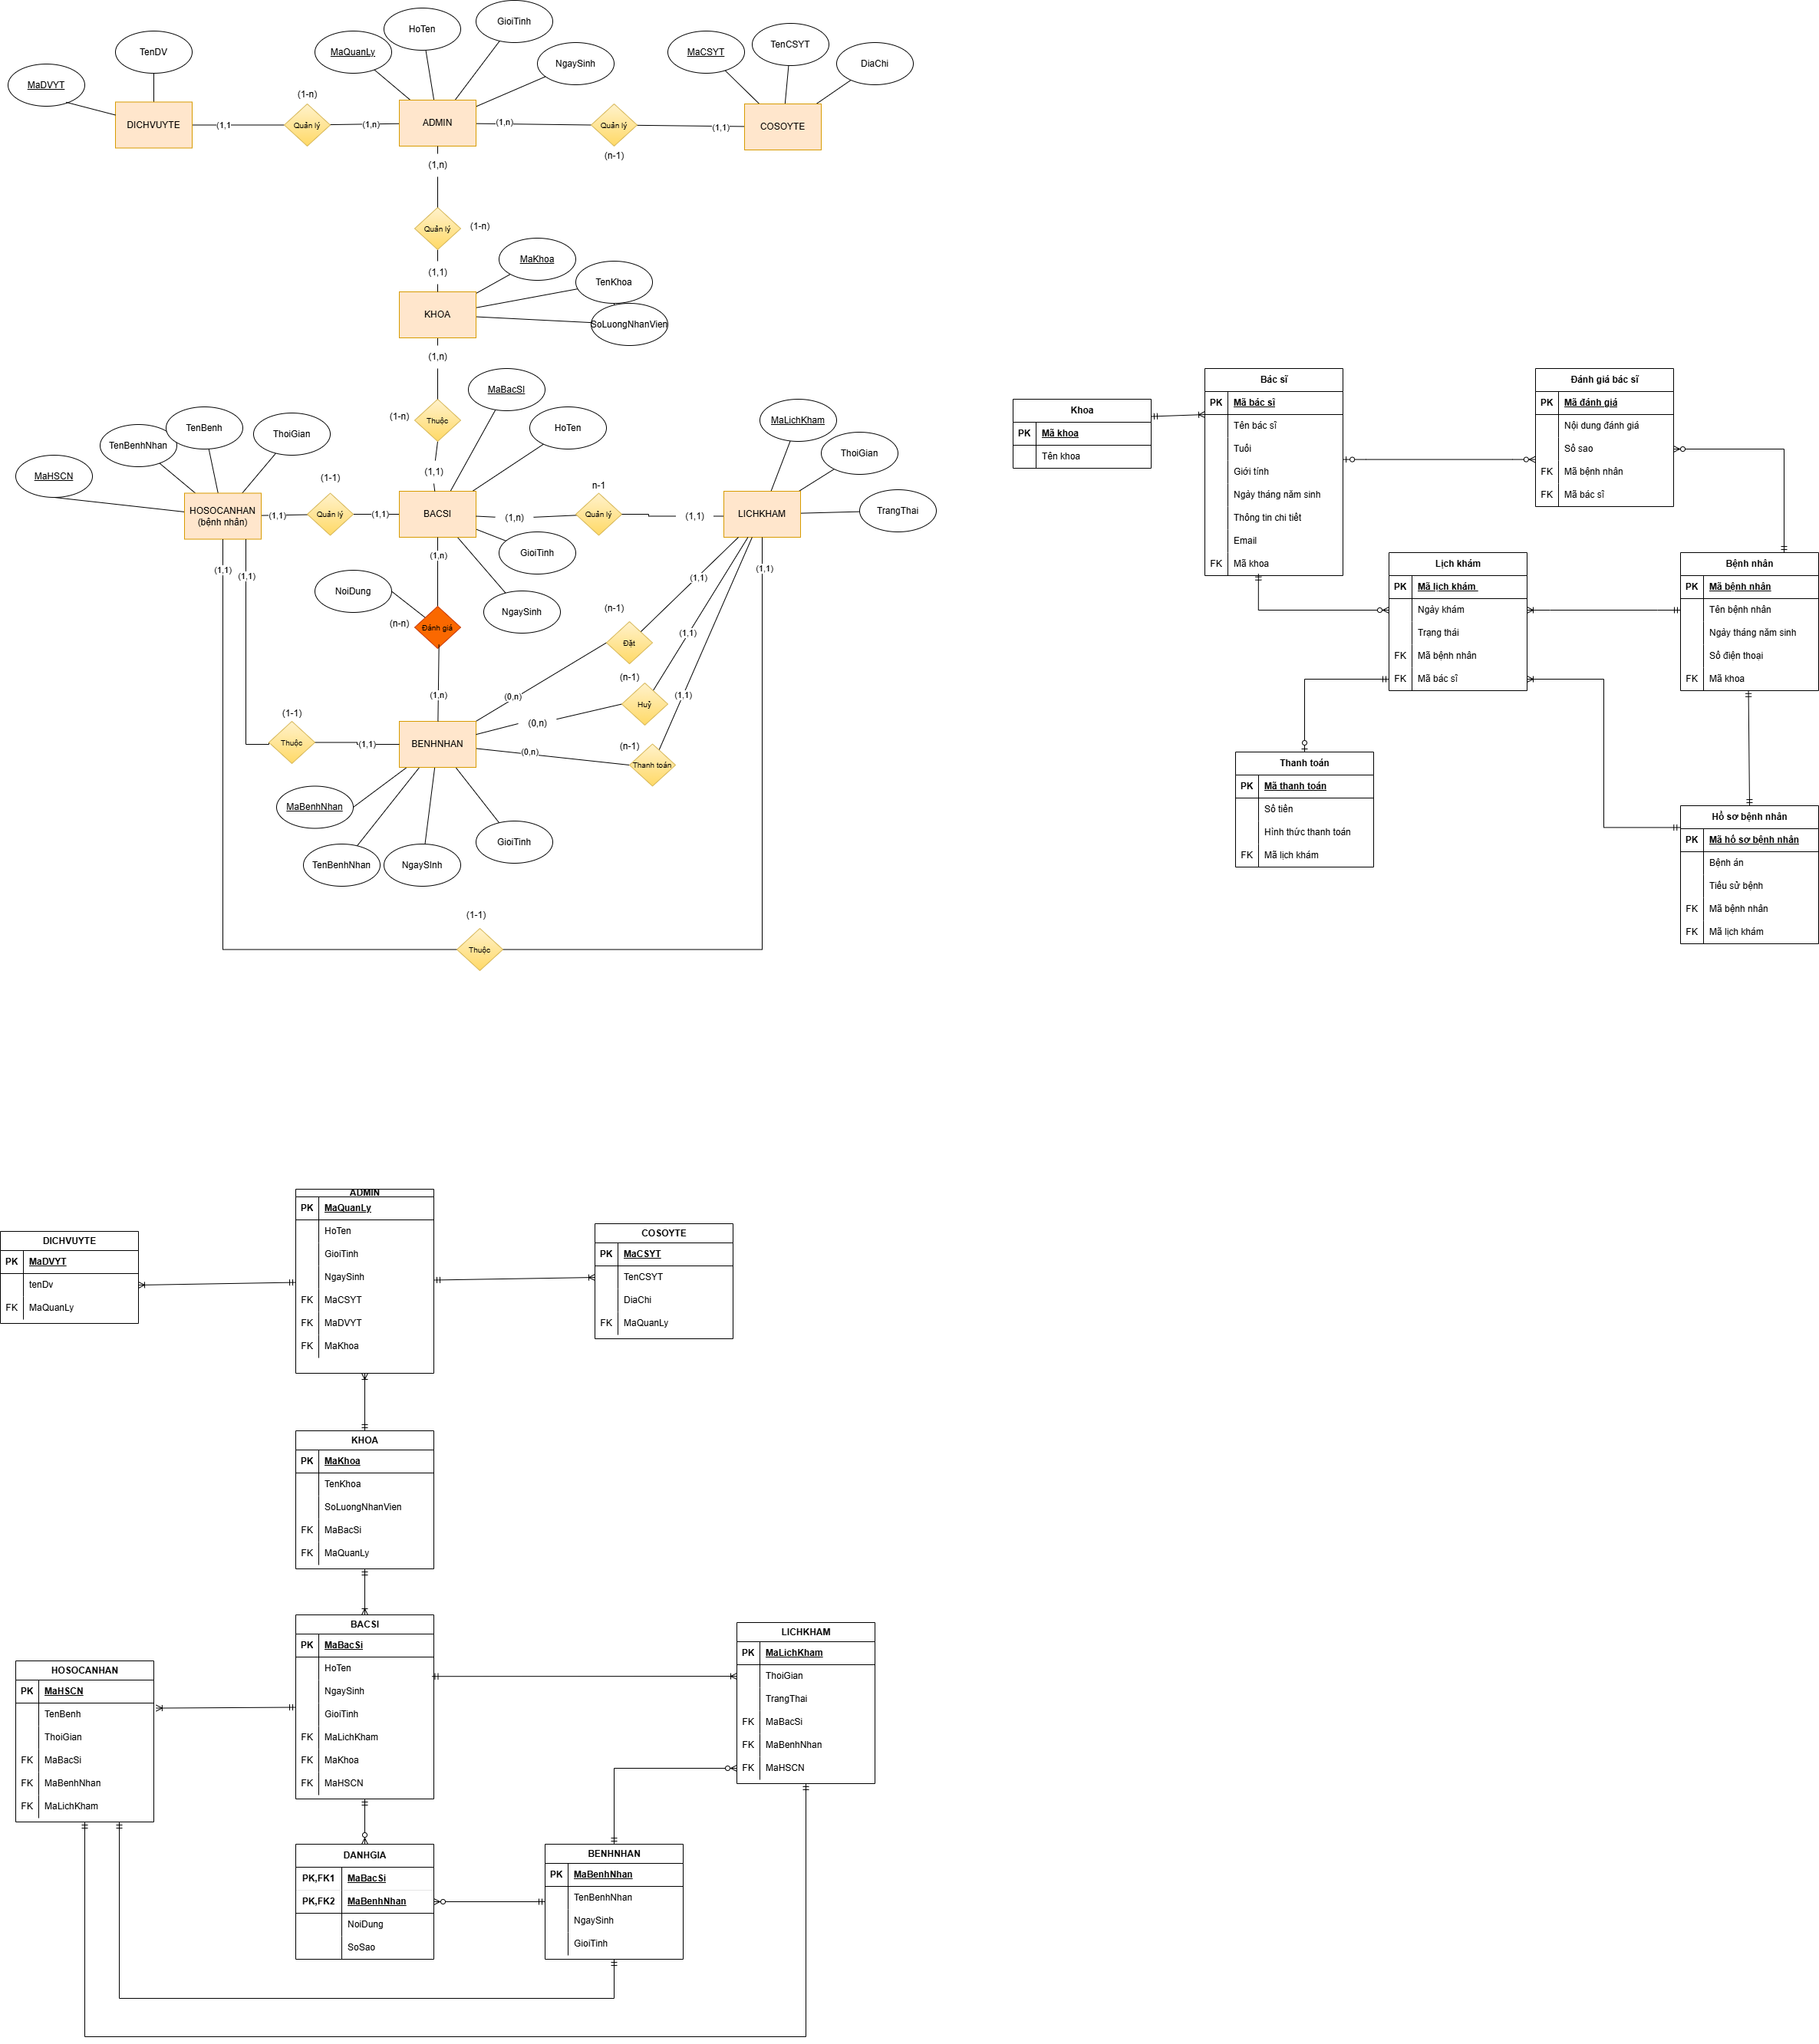 GioiTinh
HoTen
TenDV
MaQuanLy
MaCSYT
TenCSYT
NgaySinh
DiaChi
MaDVYT
(1-n)
DICHVUYTE
(1,1
Quản lý
(1,n)
ADMIN
(1,n)
Quản lý
(1,1)
COSOYTE
(n-1)
(1,n)
Quản lý
(1-n)
MaKhoa
(1,1)
TenKhoa
KHOA
SoLuongNhanVien
(1,n)
MaBacSI
(1-n)
Thuộc
HoTen
MaLichKham
TenBenh
ThoiGian
TenBenhNhan
ThoiGian
(1,1)
MaHSCN
(1-1)
n-1
HOSOCANHAN
(bệnh nhân)
(1,1)
Quản lý
(1,1)
BACSI
(1,n)
Quản lý
(1,1)
LICHKHAM
TrangThai
GioiTinh
(1,n)
(1,1)
(1,1)
(1,1)
(1,1)
NoiDung
NgaySinh
(n-n)
Đánh giá
(n-1)
Đặt
(1,1)
(n-1)
(1,n)
(0,n)
(1,1)
Huỷ
(1-1)
(0,n)
Thuộc
(1,1)
BENHNHAN
(0,n)
(n-1)
Thanh toán
MaBenhNhan
GioiTinh
TenBenhNhan
NgaySInh
(1-1)
Thuộc
Khoa
PK Mã khoa
Tên khoa
Bác sĩ
PK Mã bác sĩ
Tên bác sĩ
Tuổi
Giới tính
Ngày tháng năm sinh
Thông tin chi tiết
Email
FK Mã khoa
Đánh giá bác sĩ
PK Mã đánh giá
Nội dung đánh giá
Số sao
FK Mã bệnh nhân
FK Mã bác sĩ
Lịch khám
PK Mã lịch khám
Ngày khám
Trạng thái
FK Mã bệnh nhân
FK Mã bác sĩ
Bệnh nhân
PK Mã bệnh nhân
Tên bệnh nhân
Ngày tháng năm sinh
Số điện thoại
FK Mã khoa
Thanh toán
PK Mã thanh toán
Số tiền
Hình thức thanh toán
FK Mã lịch khám
Hồ sơ bệnh nhân
PK Mã hồ sơ bệnh nhân
Bệnh án
Tiểu sử bệnh
FK Mã bệnh nhân
FK Mã lịch khám
DICHVUYTE
PK MaDVYT
tenDv
FK MaQuanLy
ADMIN
PK MaQuanLy
HoTen
GioiTinh
NgaySinh
FK MaCSYT
FK MaDVYT
FK MaKhoa
COSOYTE
PK MaCSYT
TenCSYT
DiaChi
FK MaQuanLy
KHOA
PK MaKhoa
TenKhoa
SoLuongNhanVien
FK MaBacSi
FK MaQuanLy
HOSOCANHAN
PK MaHSCN
TenBenh
ThoiGian
FK MaBacSi
FK MaBenhNhan
FK MaLichKham
BACSI
PK MaBacSi
HoTen
NgaySinh
GioiTinh
FK MaLichKham
FK MaKhoa
FK MaHSCN
LICHKHAM
PK MaLichKham
ThoiGian
TrangThai
FK MaBacSi
FK MaBenhNhan
FK MaHSCN
DANHGIA
PK,FK1 MaBacSi
PK,FK2 MaBenhNhan
NoiDung
SoSao
BENHNHAN
PK MaBenhNhan
TenBenhNhan
NgaySinh
GioiTinh